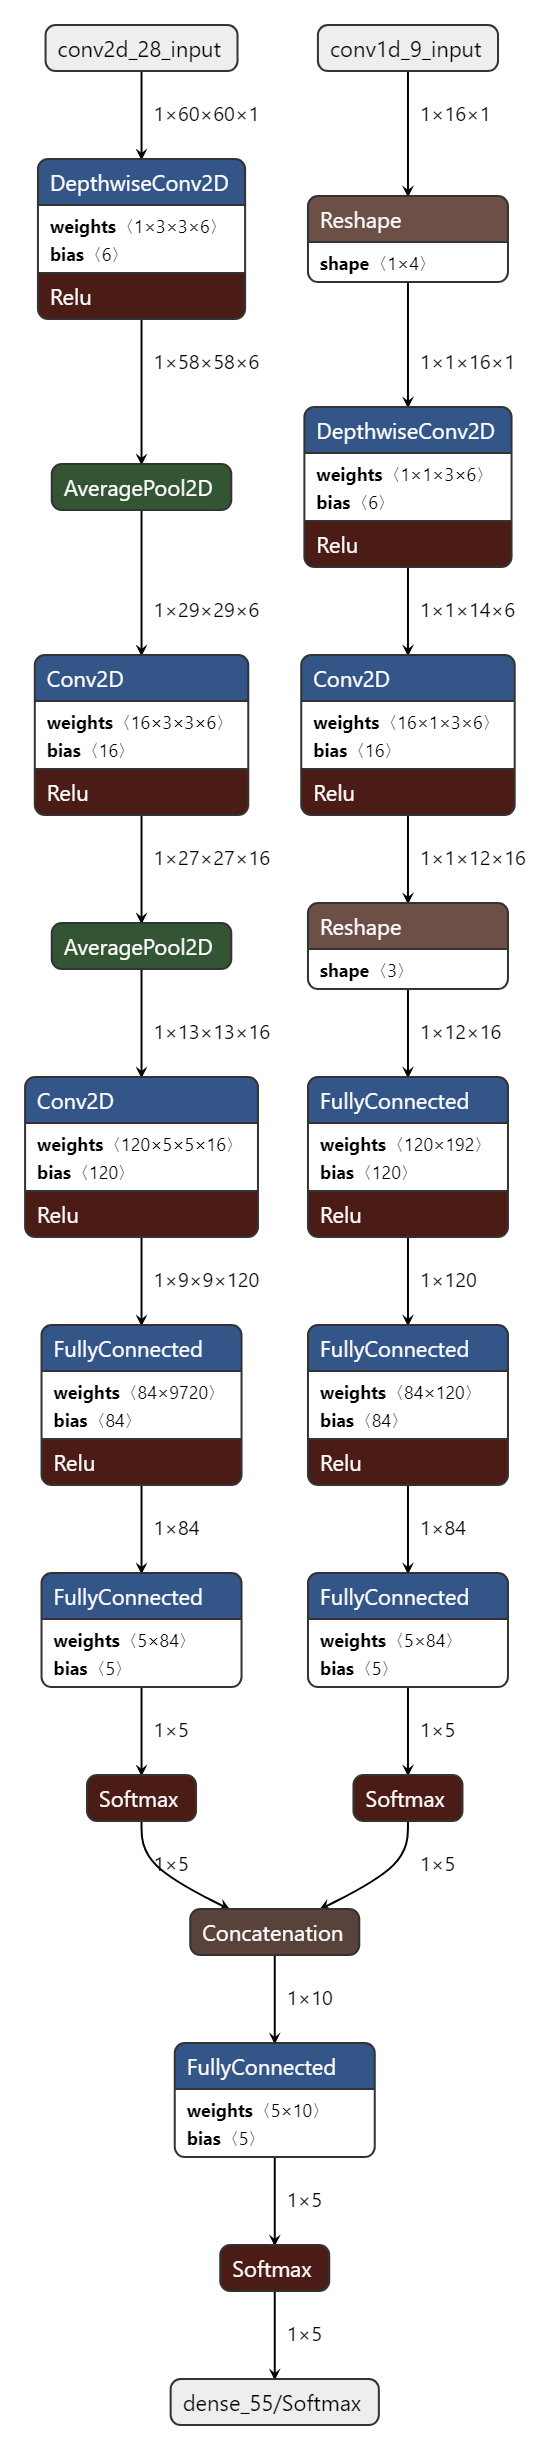 conv2d_28_input
1×60×60×1
DepthwiseConv2D
weights 〈1×3×3×6〉
bias 〈6〉
Relu
1×58×58×6
AveragePool2D
1×29×29×6
Conv2D
weights 〈16×3×3×6〉
bias 〈16〉
Relu
1×27×27×16
AveragePool2D
1×13×13×16
Conv2D
weights 〈120×5×5×16〉
bias 〈120〉
Relu
1×9×9×120
FullyConnected
weights 〈84×9720〉
bias 〈84〉
Relu
1×84
FullyConnected
weights 〈5×84〉
bias 〈5〉
1×5
Softmax
1×5
conv1d_9_input
1×16×1
Reshape
shape 〈1×4〉
1×1×16×1
DepthwiseConv2D
weights 〈1×1×3×6〉
bias 〈6〉
Relu
1×1×14×6
Conv2D
weights 〈16×1×3×6〉
bias 〈16〉
Relu
1×1×12×16
Reshape
shape 〈3〉
1×12×16
FullyConnected
weights 〈120×192〉
bias 〈120〉
Relu
1×120
FullyConnected
weights 〈84×120〉
bias 〈84〉
Relu
1×84
FullyConnected
weights 〈5×84〉
bias 〈5〉
1×5
Softmax
1×5
Concatenation
1×10
FullyConnected
weights 〈5×10〉
bias 〈5〉
1×5
Softmax
1×5
dense_55/Softmax